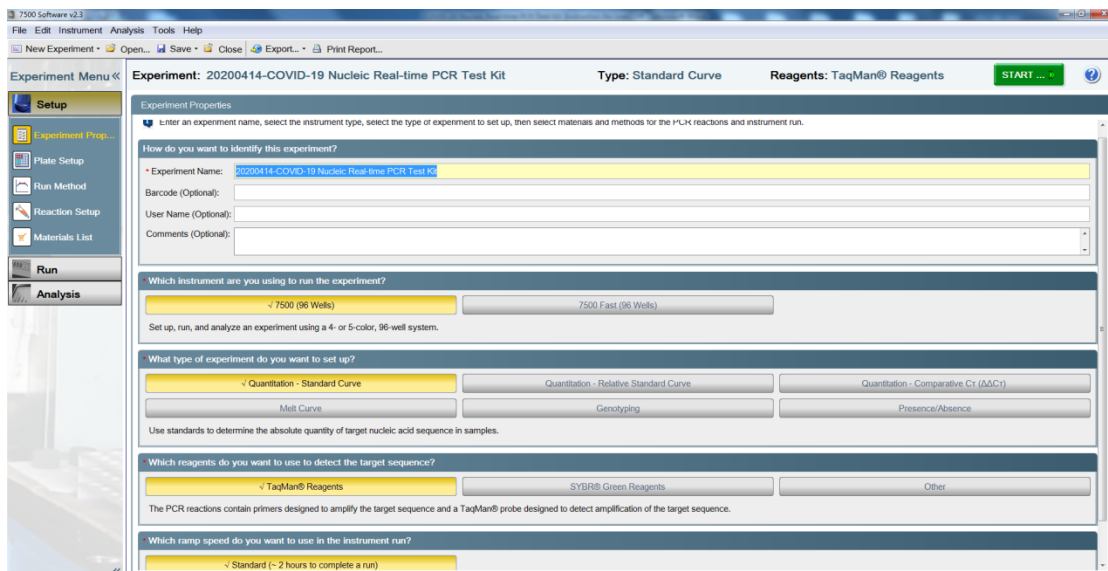 7500 Software v2.3
File Edit Instrument Analysis Tools Help
New Experiment Open... Save Close Export... Print Report...
Experiment Menu «
Experiment: 20200414-COVID-19 Nucleic Real-time PCR Test Kit Type: Standard Curve Reagents: TaqMan® Reagents START ... »
Setup
Experiment Prop...
Plate Setup
Run Method
Reaction Setup
Materials List
Run
Analysis
Experiment Properties
Enter an experiment name, select the instrument type, select the type of experiment to set up, then select materials and methods for the PCR reactions and instrument run.
How do you want to identify this experiment?
* Experiment Name: 20200414-COVID-19 Nucleic Real-time PCR Test Kit
Barcode (Optional):
User Name (Optional):
Comments (Optional):
* Which instrument are you using to run the experiment?
√ 7500 (96 Wells) 7500 Fast (96 Wells)
Set up, run, and analyze an experiment using a 4- or 5-color, 96-well system.
* What type of experiment do you want to set up?
√ Quantitation - Standard Curve Quantitation - Relative Standard Curve Quantitation - Comparative CT (ΔΔCT)
Melt Curve Genotyping Presence/Absence
Use standards to determine the absolute quantity of target nucleic acid sequence in samples.
* Which reagents do you want to use to detect the target sequence?
√ TaqMan® Reagents SYBR® Green Reagents Other
The PCR reactions contain primers designed to amplify the target sequence and a TaqMan® probe designed to detect amplification of the target sequence.
* Which ramp speed do you want to use in the instrument run?
√ Standard (~ 2 hours to complete a run)